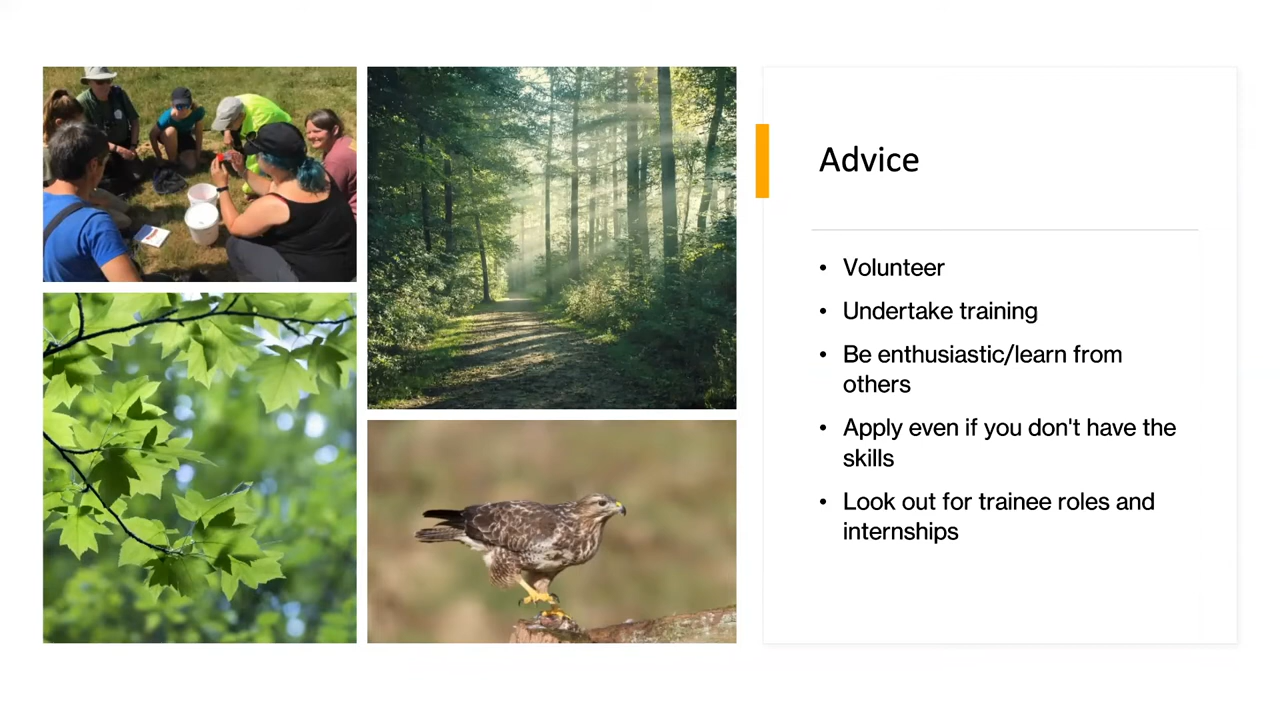 Advice
• Volunteer
• Undertake training
• Be enthusiastic/learn from
others
• Apply even if you don't have the
skills
• Look out for trainee roles and
internships